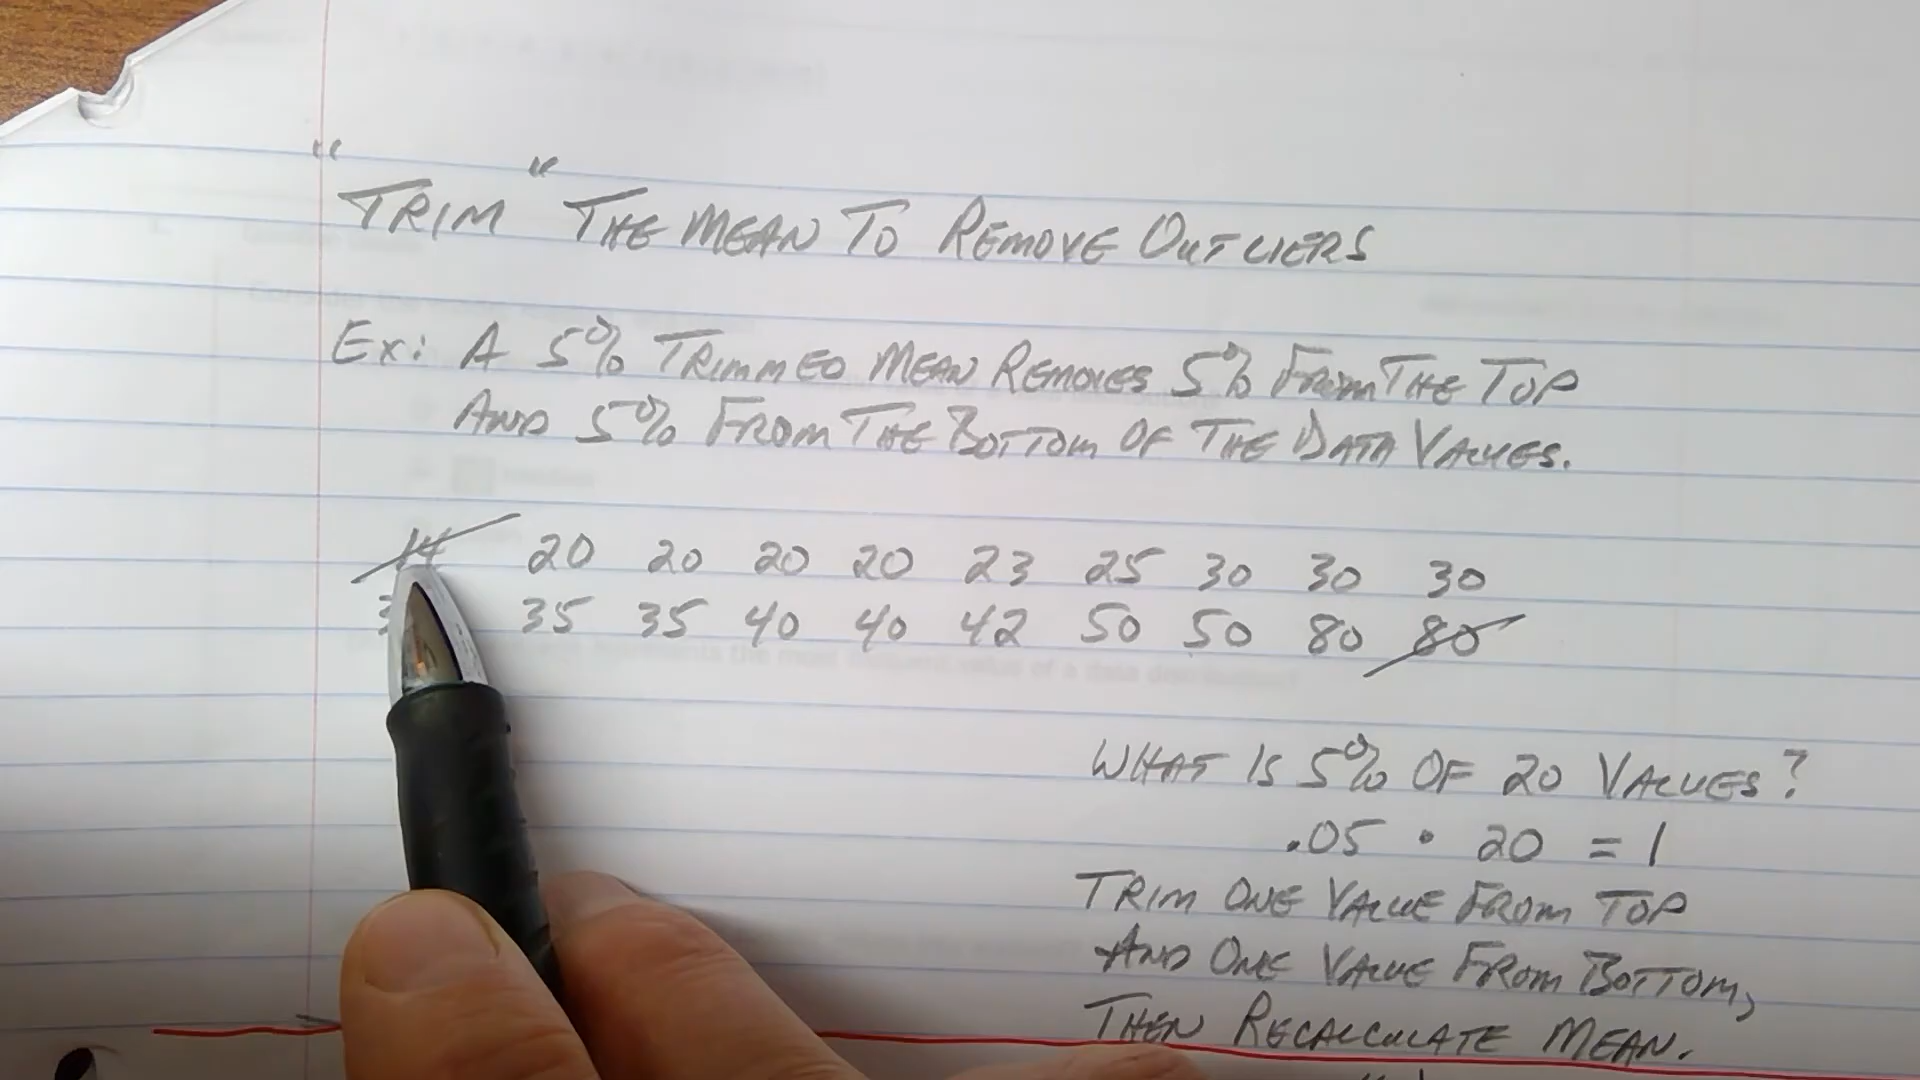 "TRIM" THE MEAN TO REMOVE OUTLIERS
Ex: A 5% TRIMMED MEAN REMOVES 5% FROM THE TOP
AND 5% FROM THE BOTTOM OF THE DATA VALUES.
14 20 20 20 20 23 25 30 30 30
35 35 40 40 42 50 50 80 80
WHAT IS 5% OF 20 VALUES?
.05 · 20 = 1
TRIM ONE VALUE FROM TOP
AND ONE VALUE FROM BOTTOM,
THEN RECALCULATE MEAN.